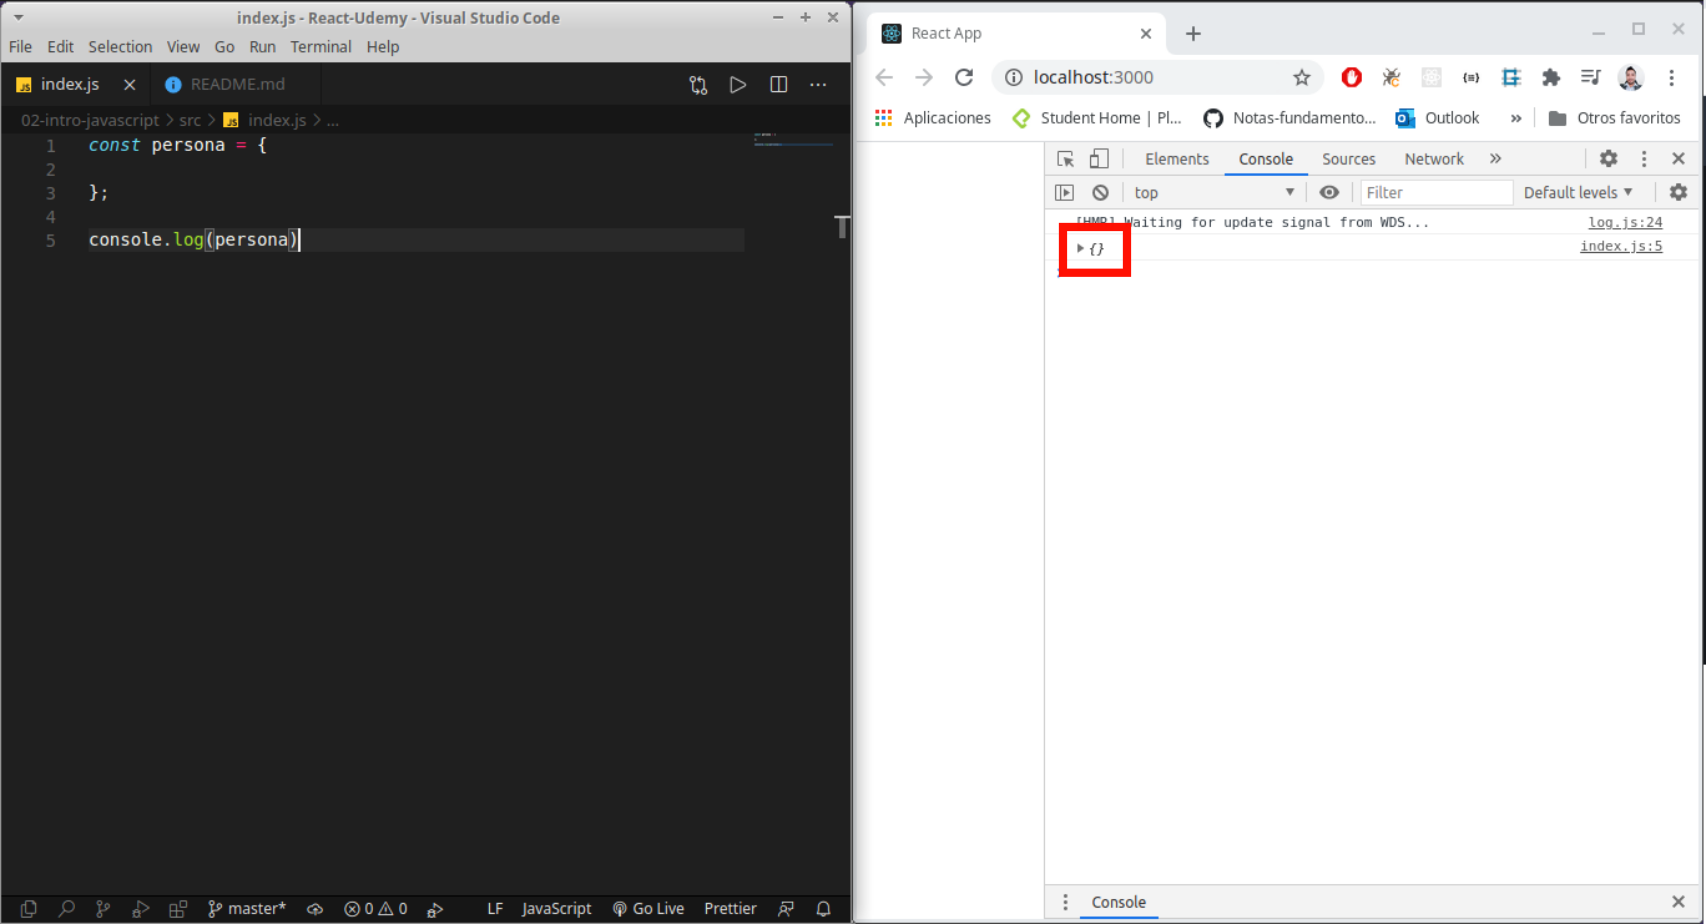 index.js - React-Udemy - Visual Studio Code
File Edit Selection View Go Run Terminal Help
index.js README.md
02-intro-javascript > src > index.js > ...
1 const persona = {
2
3 };
4
5 console.log(persona)
master* 0 0 LF JavaScript Go Live Prettier
React App
localhost:3000
Aplicaciones Student Home | Pl... Notas-fundamento... Outlook » Otros favoritos
Elements Console Sources Network »
top Filter Default levels
[HMR] Waiting for update signal from WDS... log.js:24
{} index.js:5
Console